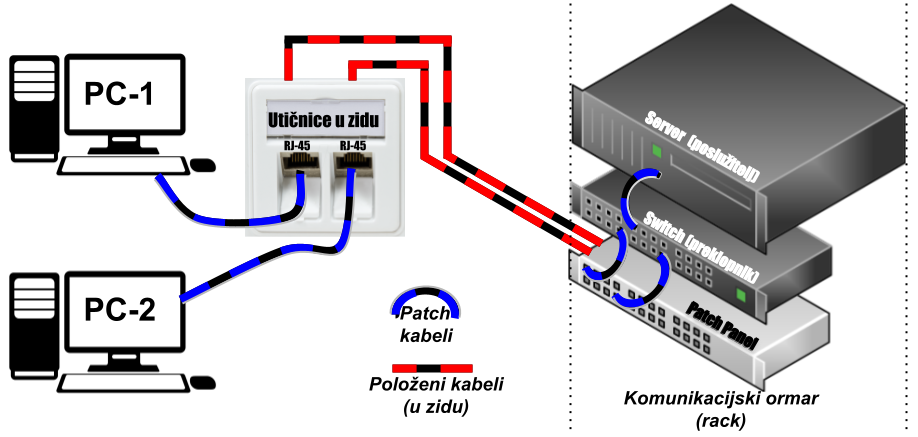 PC-1
Utičnice u zidu
RJ-45 RJ-45
PC-2
Patch
kabeli
Položeni kabeli
(u zidu)
Server (poslužitelj)
Switch (preklopnik)
Patch Panel
Komunikacijski ormar
(rack)